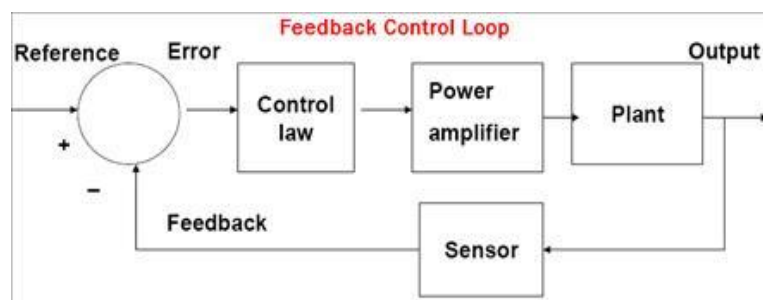 Feedback Control Loop
Reference
Error
Output
Control
law
Power
amplifier
Plant
+
−
Feedback
Sensor